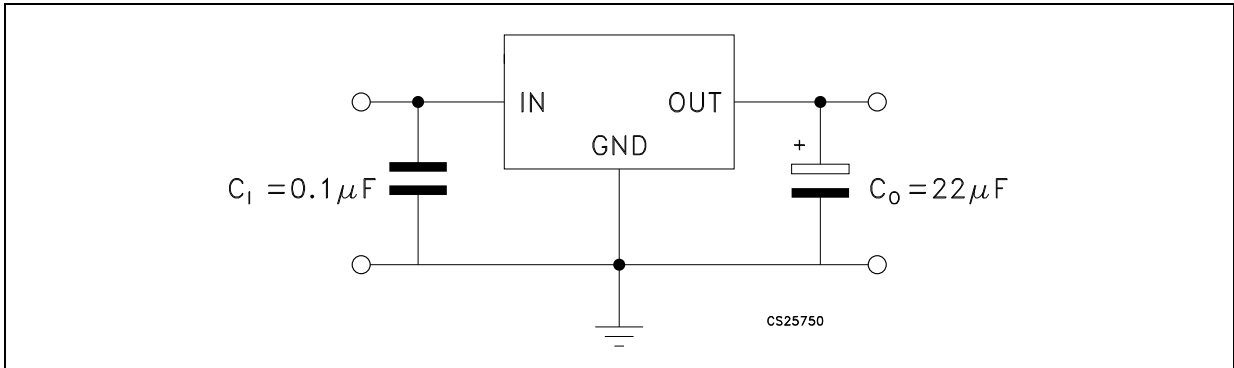 IN
OUT
GND
+
C_I =0.1μF
C_O =22μF
CS25750